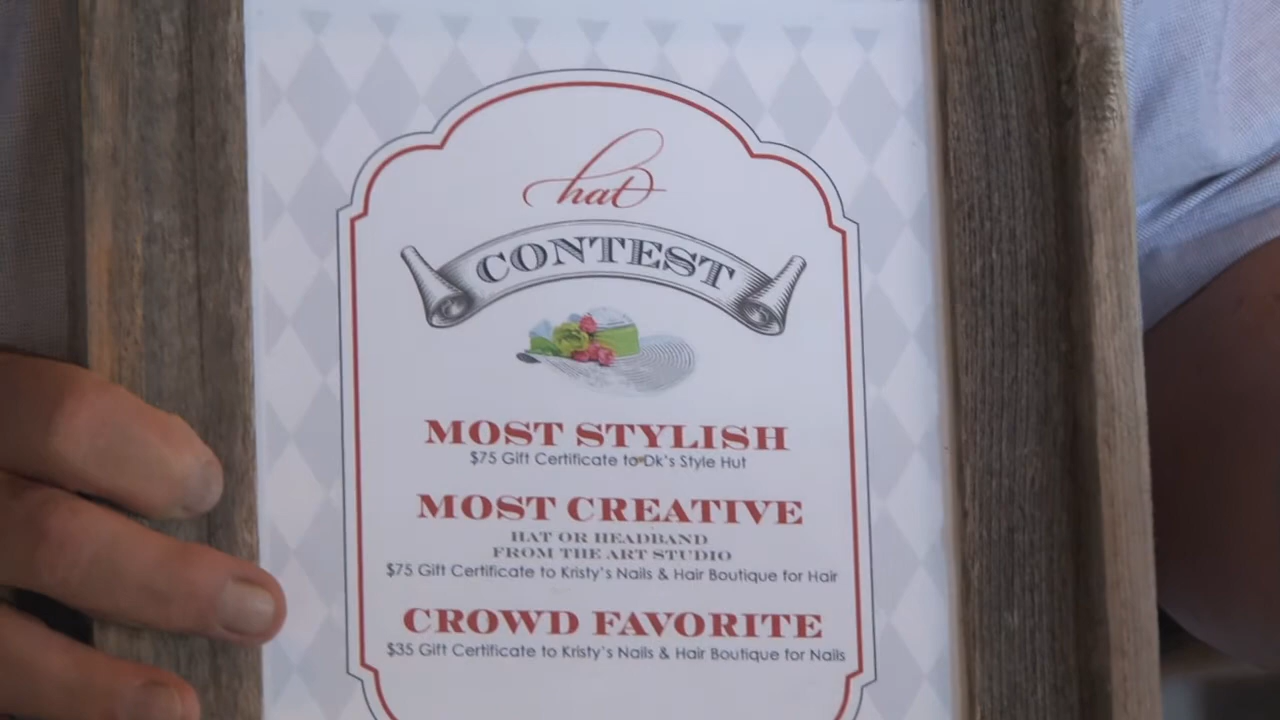 hat
CONTEST
MOST STYLISH
$75 Gift Certificate to Dk's Style Hut
MOST CREATIVE
HAT OR HEADBAND
FROM THE ART STUDIO
$75 Gift Certificate to Kristy's Nails & Hair Boutique for Hair
CROWD FAVORITE
$35 Gift Certificate to Kristy's Nails & Hair Boutique for Nails